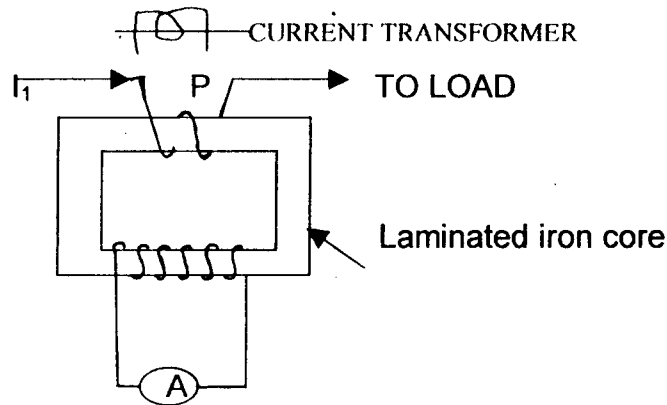 CURRENT TRANSFORMER
I₁ P TO LOAD
Laminated iron core
A